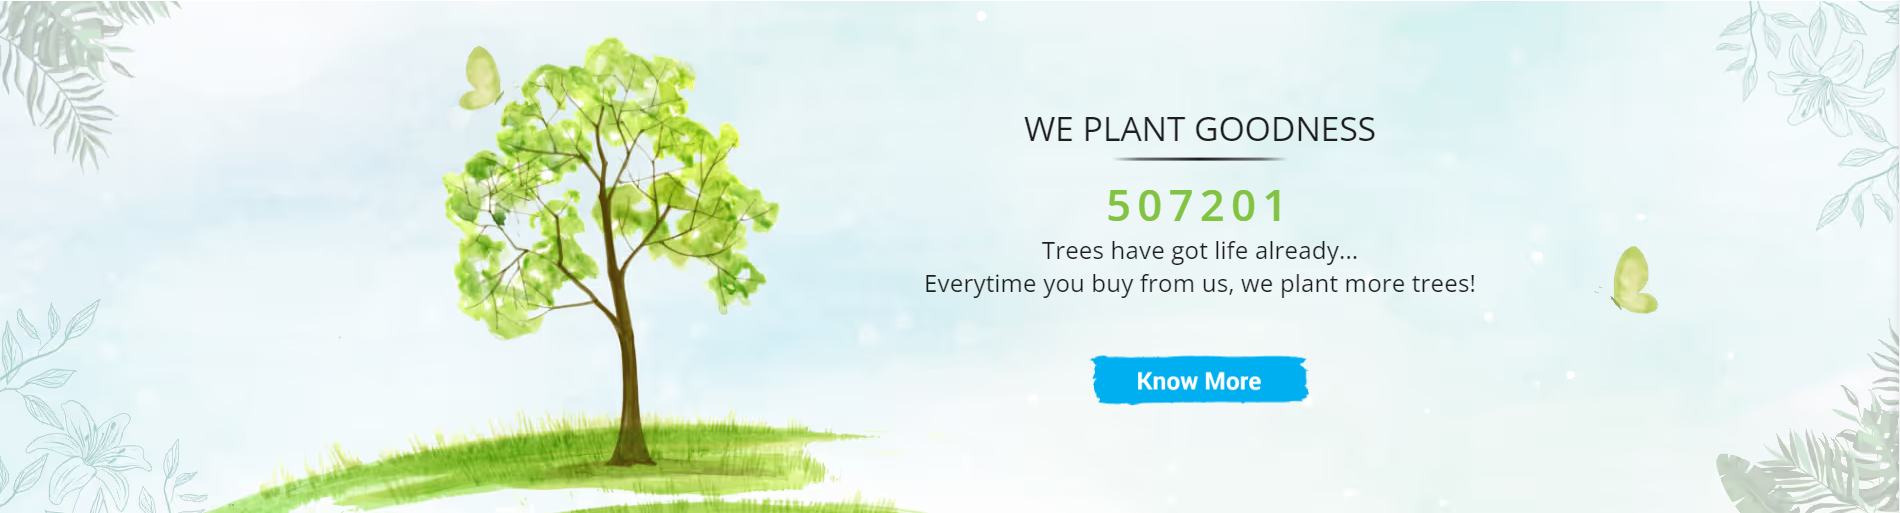 WE PLANT GOODNESS
507201
Trees have got life already...
Everytime you buy from us, we plant more trees!
Know More